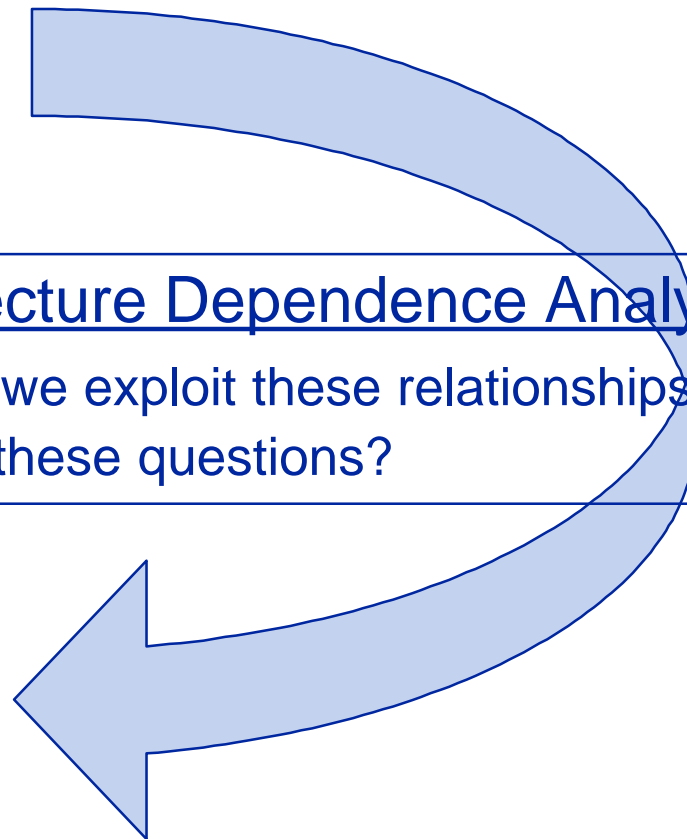 ecture Dependence Analy
we exploit these relationships
these questions?